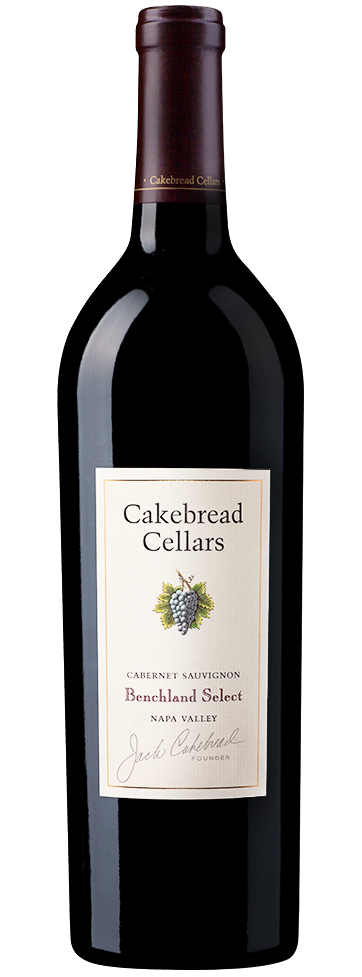 · Cakebread Cellars ·
Cakebread
Cellars
CABERNET SAUVIGNON
Benchland Select
NAPA VALLEY
Jack Cakebread
FOUNDER